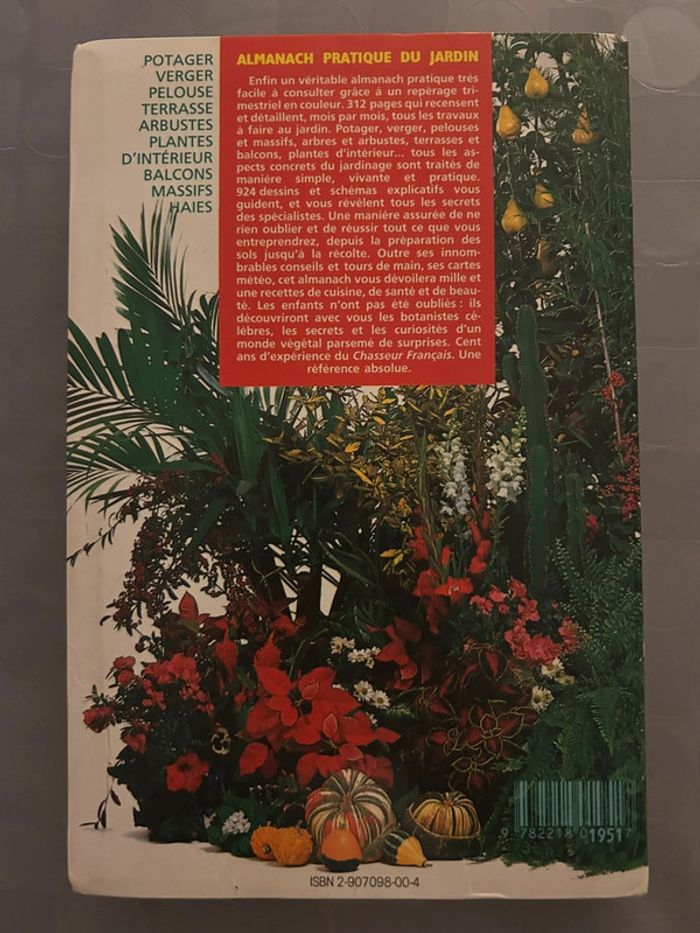 POTAGER
VERGER
PELOUSE
TERRASSE
ARBUSTES
PLANTES
D'INTÉRIEUR
BALCONS
MASSIFS
HAIES
ALMANACH PRATIQUE DU JARDIN
Enfin un véritable almanach pratique très
facile à consulter grâce à un repérage tri-
mestriel en couleur. 312 pages qui recensent
et détaillent, mois par mois, tous les travaux
à faire au jardin. Potager, verger, pelouses
et massifs, arbres et arbustes, terrasses et
balcons, plantes d'intérieur... tous les as-
pects concrets du jardinage sont traités de
manière simple, vivante et pratique.
924 dessins et schémas explicatifs vous
guident, et vous révèlent tous les secrets
des spécialistes. Une manière assurée de ne
rien oublier et de réussir tout ce que vous
entreprendrez, depuis la préparation des
sols jusqu'à la récolte. Outre ses innom-
brables conseils et tours de main, ses cartes
météo, cet almanach vous dévoilera mille et
une recettes de cuisine, de santé et de beau-
té. Les enfants n'ont pas été oubliés : ils
découvriront avec vous les botanistes cé-
lèbres, les secrets et les curiosités d'un
monde végétal parsemé de surprises. Cent
ans d'expérience du Chasseur Français. Une
référence absolue.
9 782218 019517
ISBN 2-907098-00-4